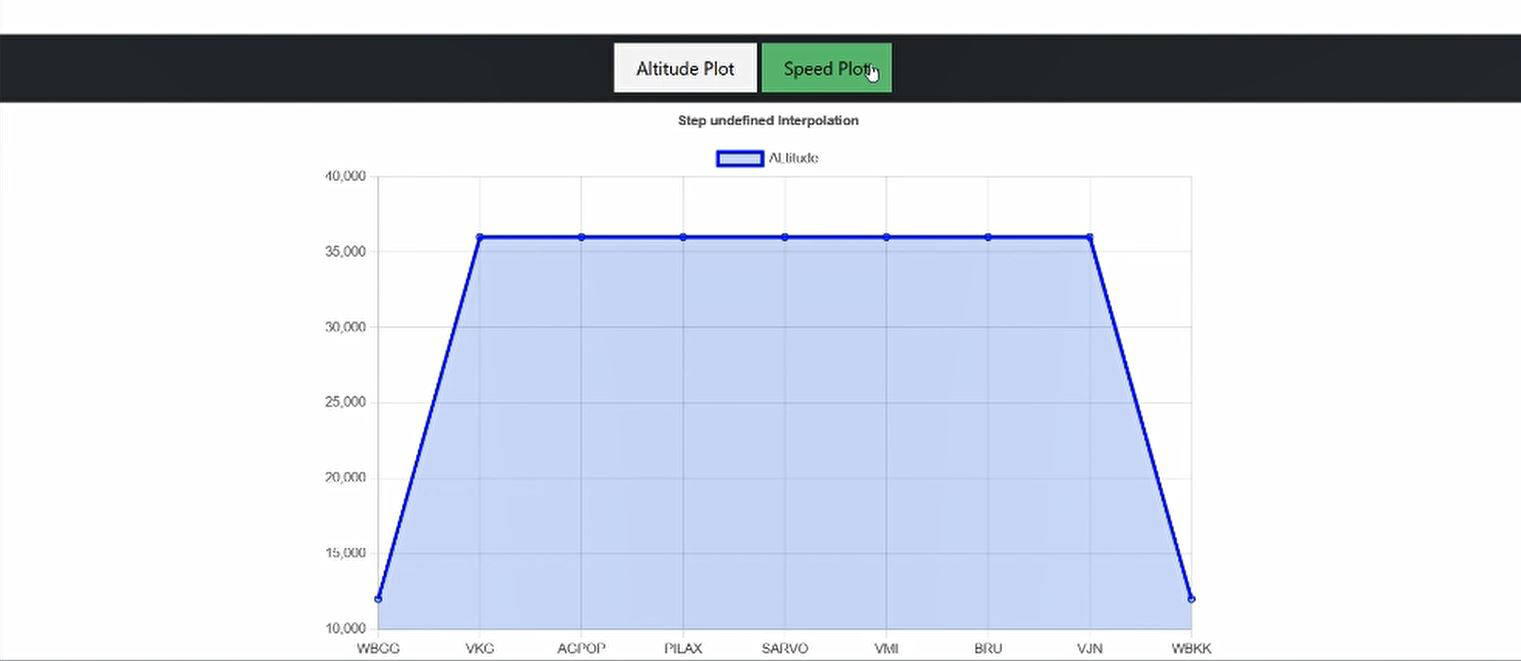 Altitude Plot Speed Plot
Step undefined Interpolation
ALtitude
40,000
35,000
30,000
25,000
20,000
15,000
10,000
WBGG VKG AGPOP PILAX SARVO VMI BRU VJN WBKK